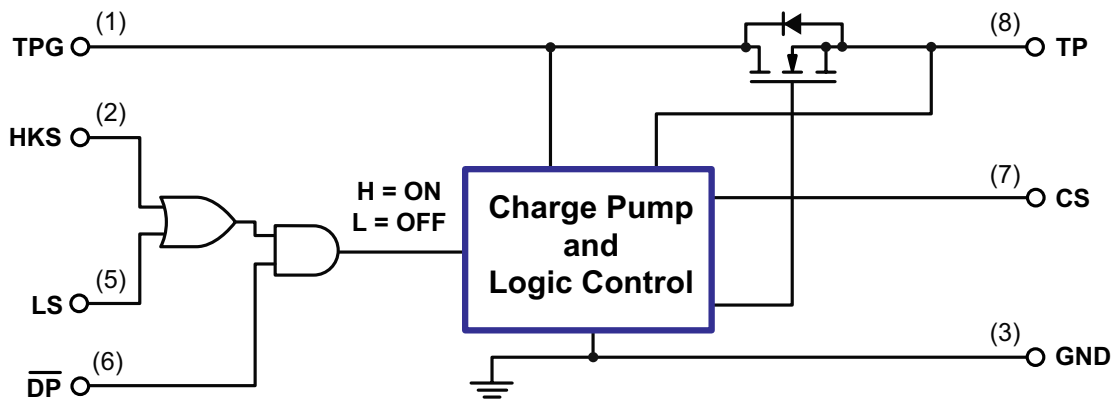 (1)
TPG
(8)
TP
(2)
HKS
H = ON
L = OFF
Charge Pump
and
Logic Control
(7)
CS
(5)
LS
(6)
D̅P̅
(3)
GND